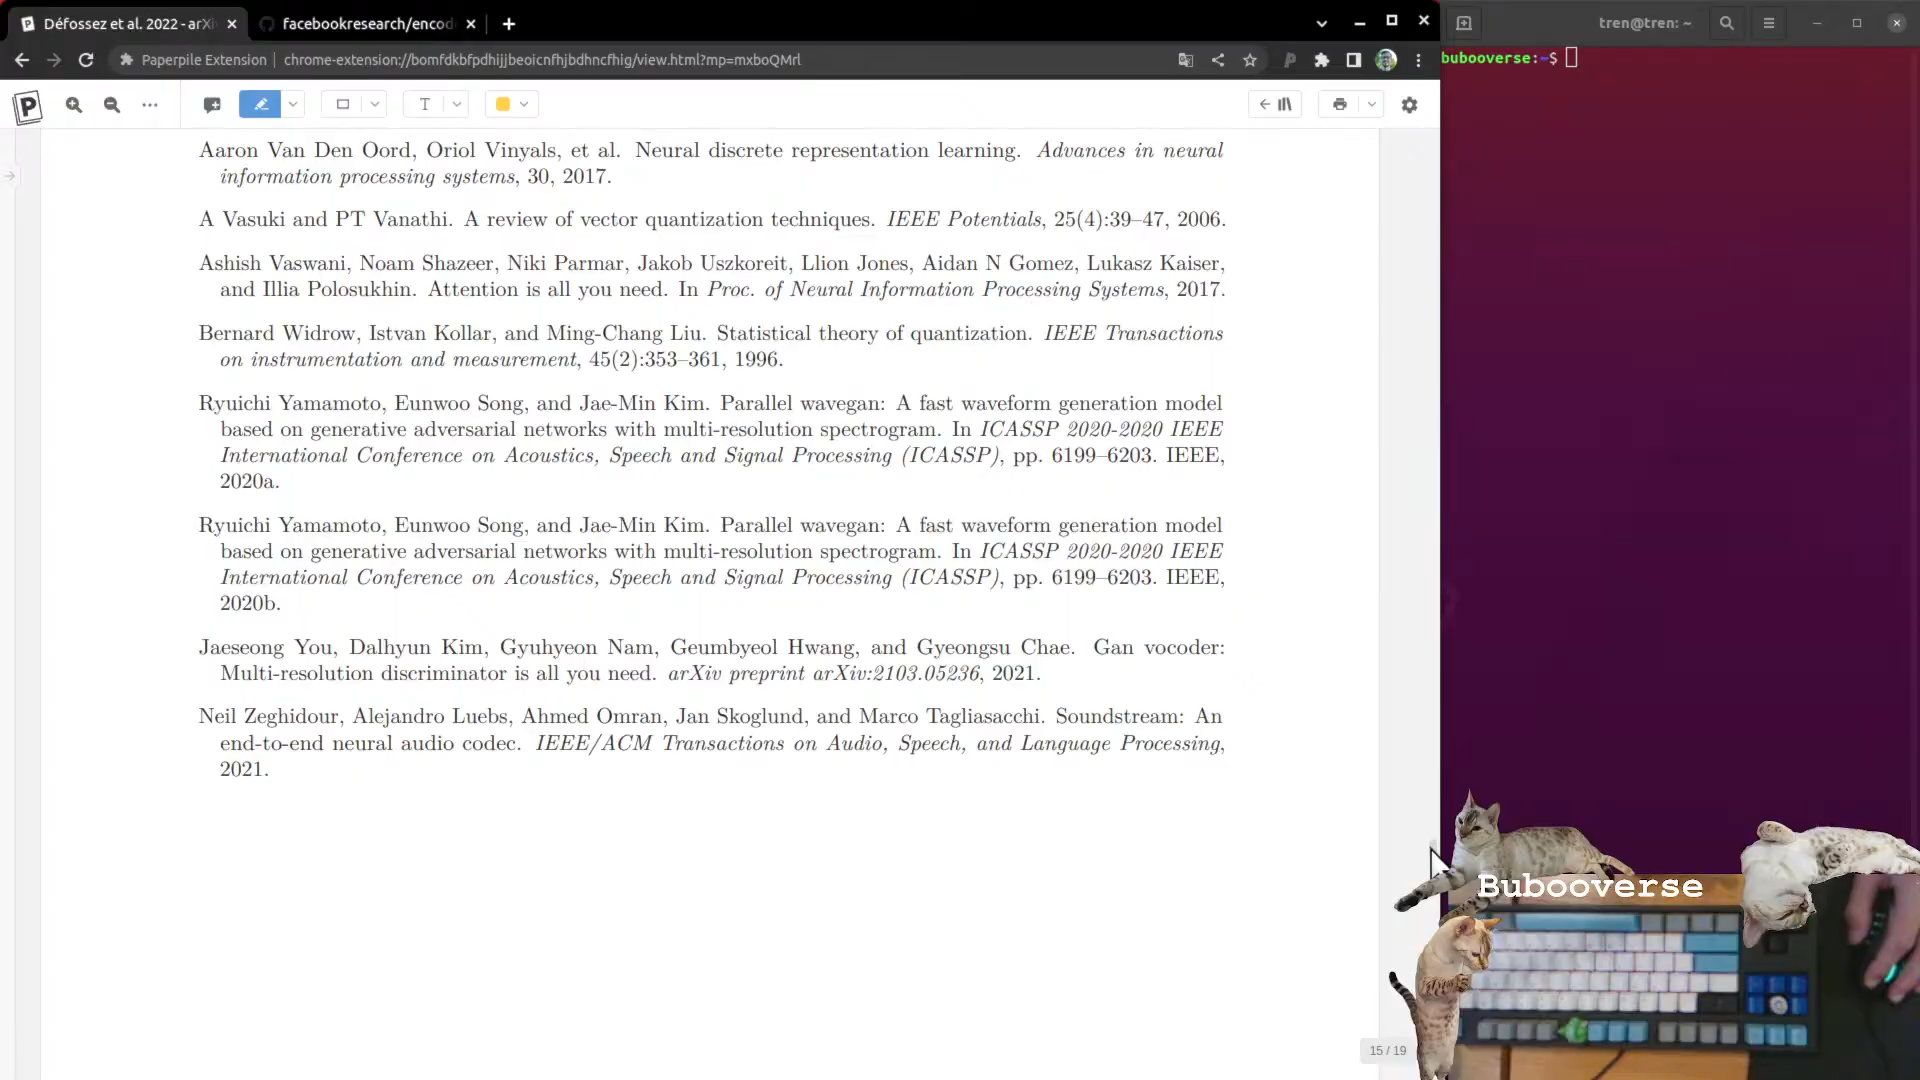 Défossez et al. 2022 - arXi
facebookresearch/encod
tren@tren: ~
Paperpile Extension
chrome-extension://bomfdkbfpdhijjbeoicnfhjbdhncfhig/view.html?mp=mxboQMrl
bubooverse:~$
P
T
Aaron Van Den Oord, Oriol Vinyals, et al. Neural discrete representation learning. Advances in neural
information processing systems, 30, 2017.
A Vasuki and PT Vanathi. A review of vector quantization techniques. IEEE Potentials, 25(4):39–47, 2006.
Ashish Vaswani, Noam Shazeer, Niki Parmar, Jakob Uszkoreit, Llion Jones, Aidan N Gomez, Lukasz Kaiser,
and Illia Polosukhin. Attention is all you need. In Proc. of Neural Information Processing Systems, 2017.
Bernard Widrow, Istvan Kollar, and Ming-Chang Liu. Statistical theory of quantization. IEEE Transactions
on instrumentation and measurement, 45(2):353–361, 1996.
Ryuichi Yamamoto, Eunwoo Song, and Jae-Min Kim. Parallel wavegan: A fast waveform generation model
based on generative adversarial networks with multi-resolution spectrogram. In ICASSP 2020-2020 IEEE
International Conference on Acoustics, Speech and Signal Processing (ICASSP), pp. 6199–6203. IEEE,
2020a.
Ryuichi Yamamoto, Eunwoo Song, and Jae-Min Kim. Parallel wavegan: A fast waveform generation model
based on generative adversarial networks with multi-resolution spectrogram. In ICASSP 2020-2020 IEEE
International Conference on Acoustics, Speech and Signal Processing (ICASSP), pp. 6199–6203. IEEE,
2020b.
Jaeseong You, Dalhyun Kim, Gyuhyeon Nam, Geumbyeol Hwang, and Gyeongsu Chae. Gan vocoder:
Multi-resolution discriminator is all you need. arXiv preprint arXiv:2103.05236, 2021.
Neil Zeghidour, Alejandro Luebs, Ahmed Omran, Jan Skoglund, and Marco Tagliasacchi. Soundstream: An
end-to-end neural audio codec. IEEE/ACM Transactions on Audio, Speech, and Language Processing,
2021.
Bubooverse
15 / 19